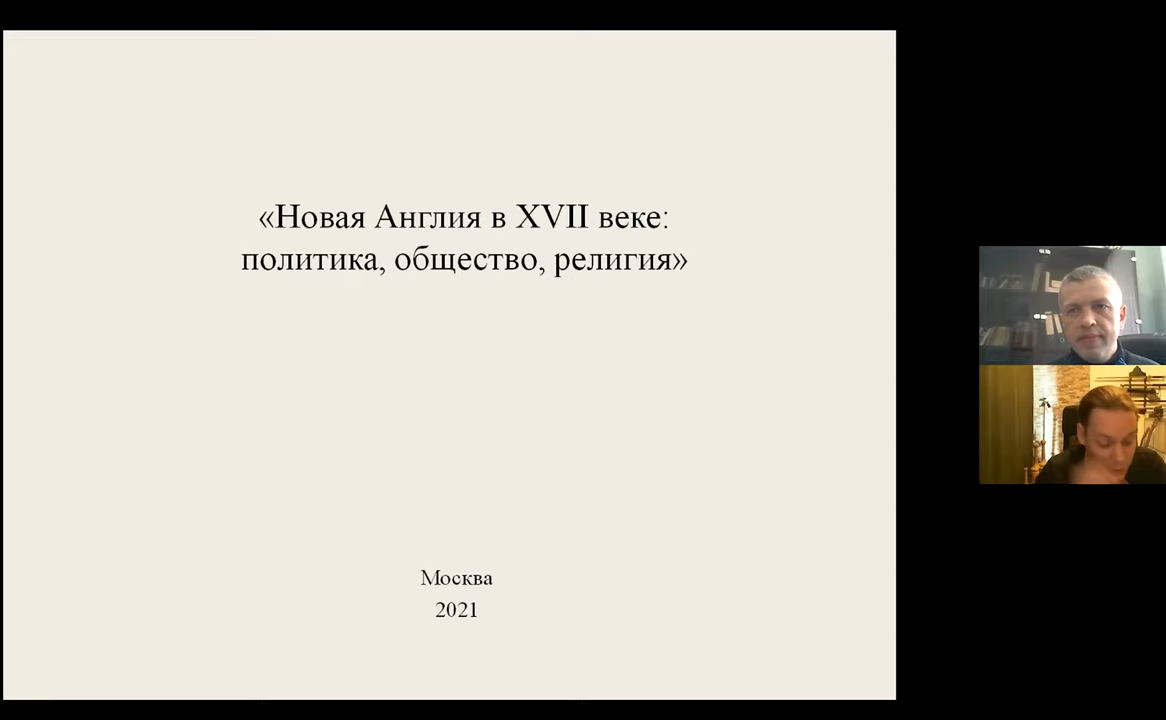 «Новая Англия в XVII веке:
политика, общество, религия»
Москва
2021